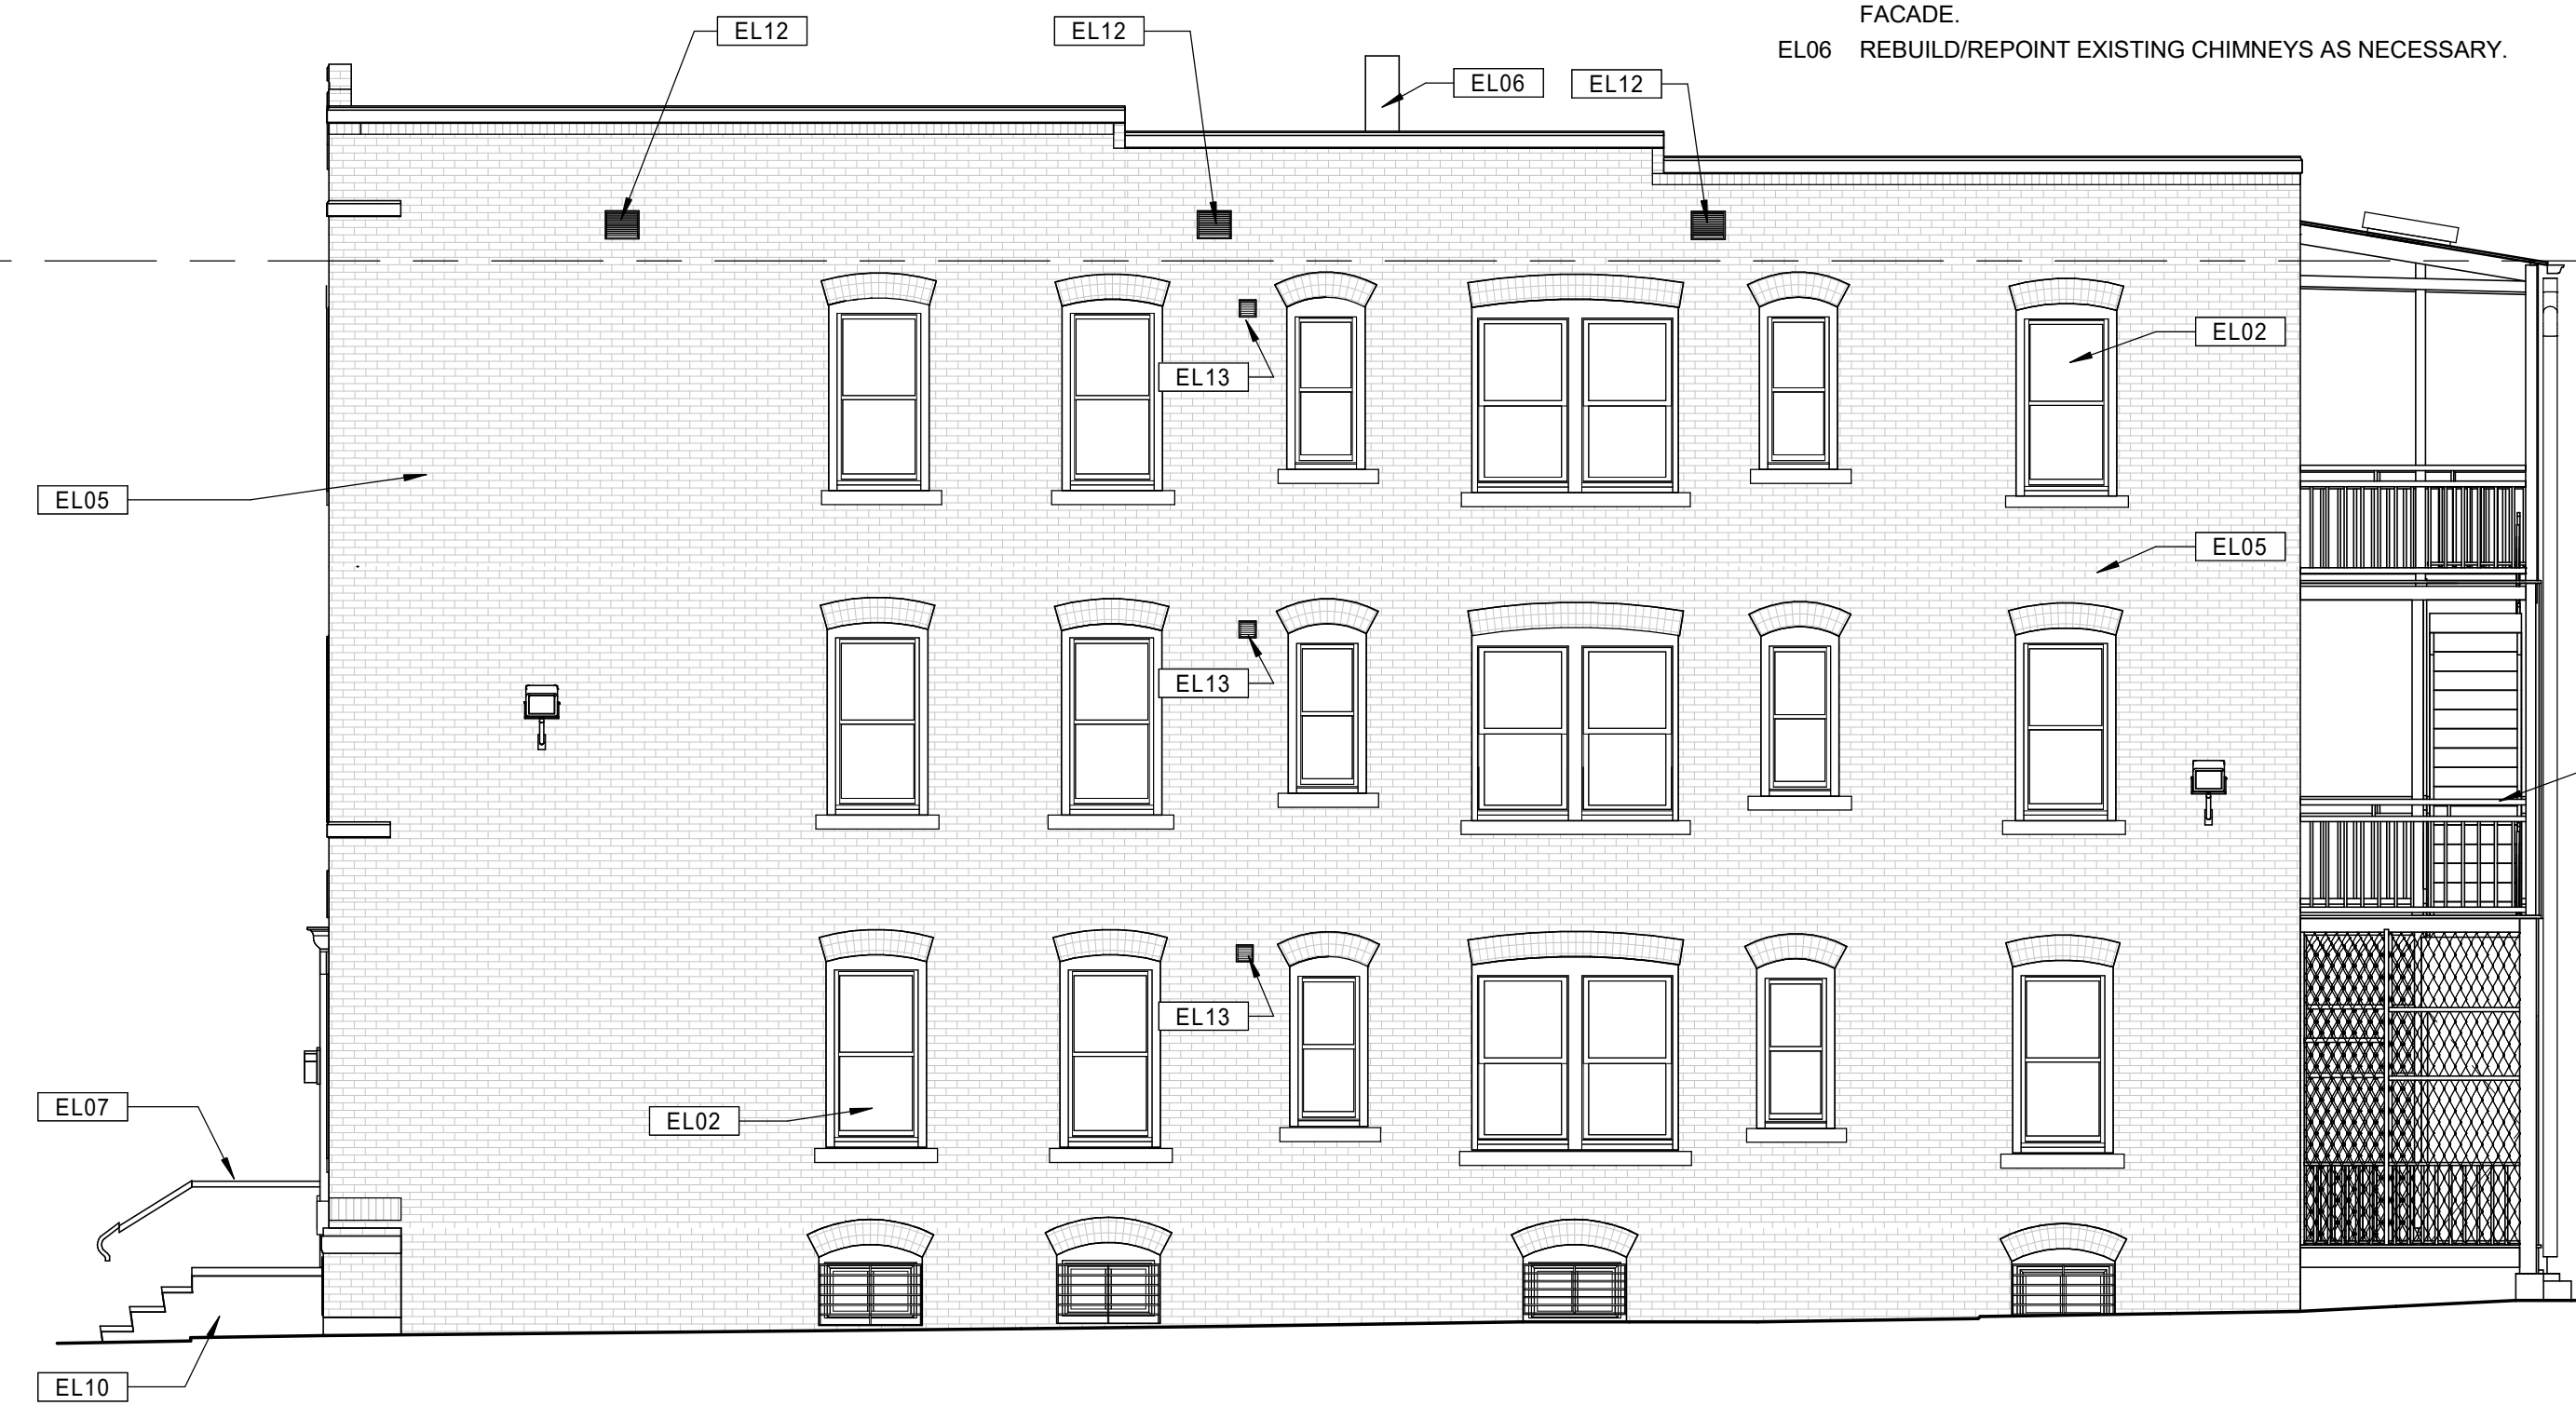 FACADE.
EL06 REBUILD/REPOINT EXISTING CHIMNEYS AS NECESSARY.
EL12
EL12
EL06
EL12
EL02
EL13
EL05
EL05
EL13
EL13
EL07
EL02
EL10